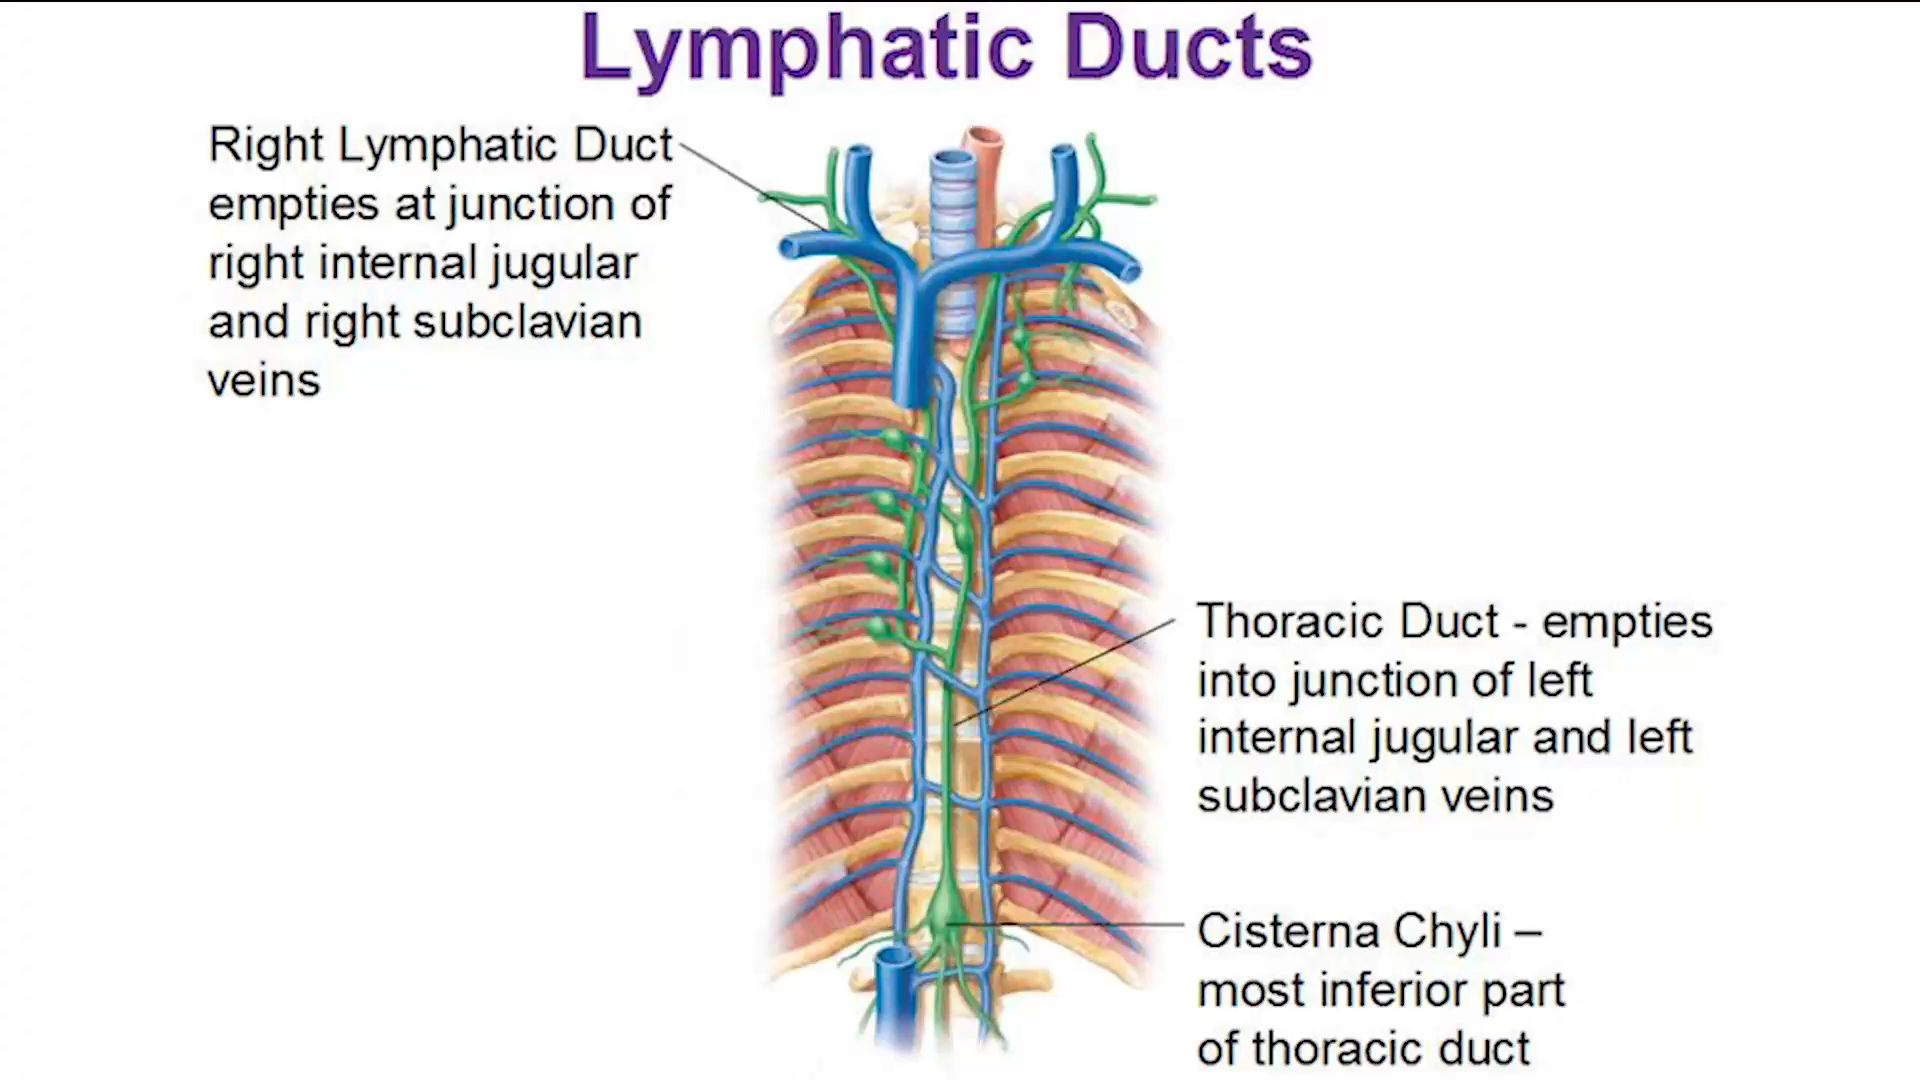 Lymphatic Ducts
Right Lymphatic Duct
empties at junction of
right internal jugular
and right subclavian
veins
Thoracic Duct - empties
into junction of left
internal jugular and left
subclavian veins
Cisterna Chyli –
most inferior part
of thoracic duct